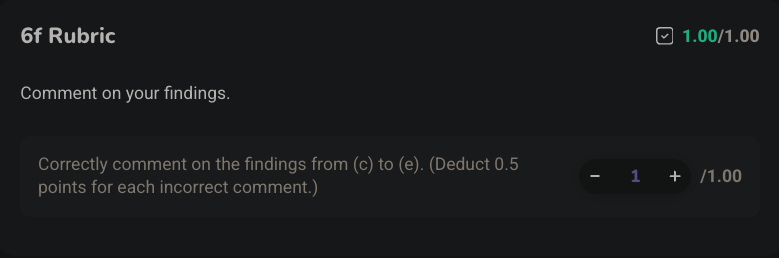 6f Rubric
1.00/1.00
Comment on your findings.
Correctly comment on the findings from (c) to (e). (Deduct 0.5
points for each incorrect comment.)
− 1 + /1.00